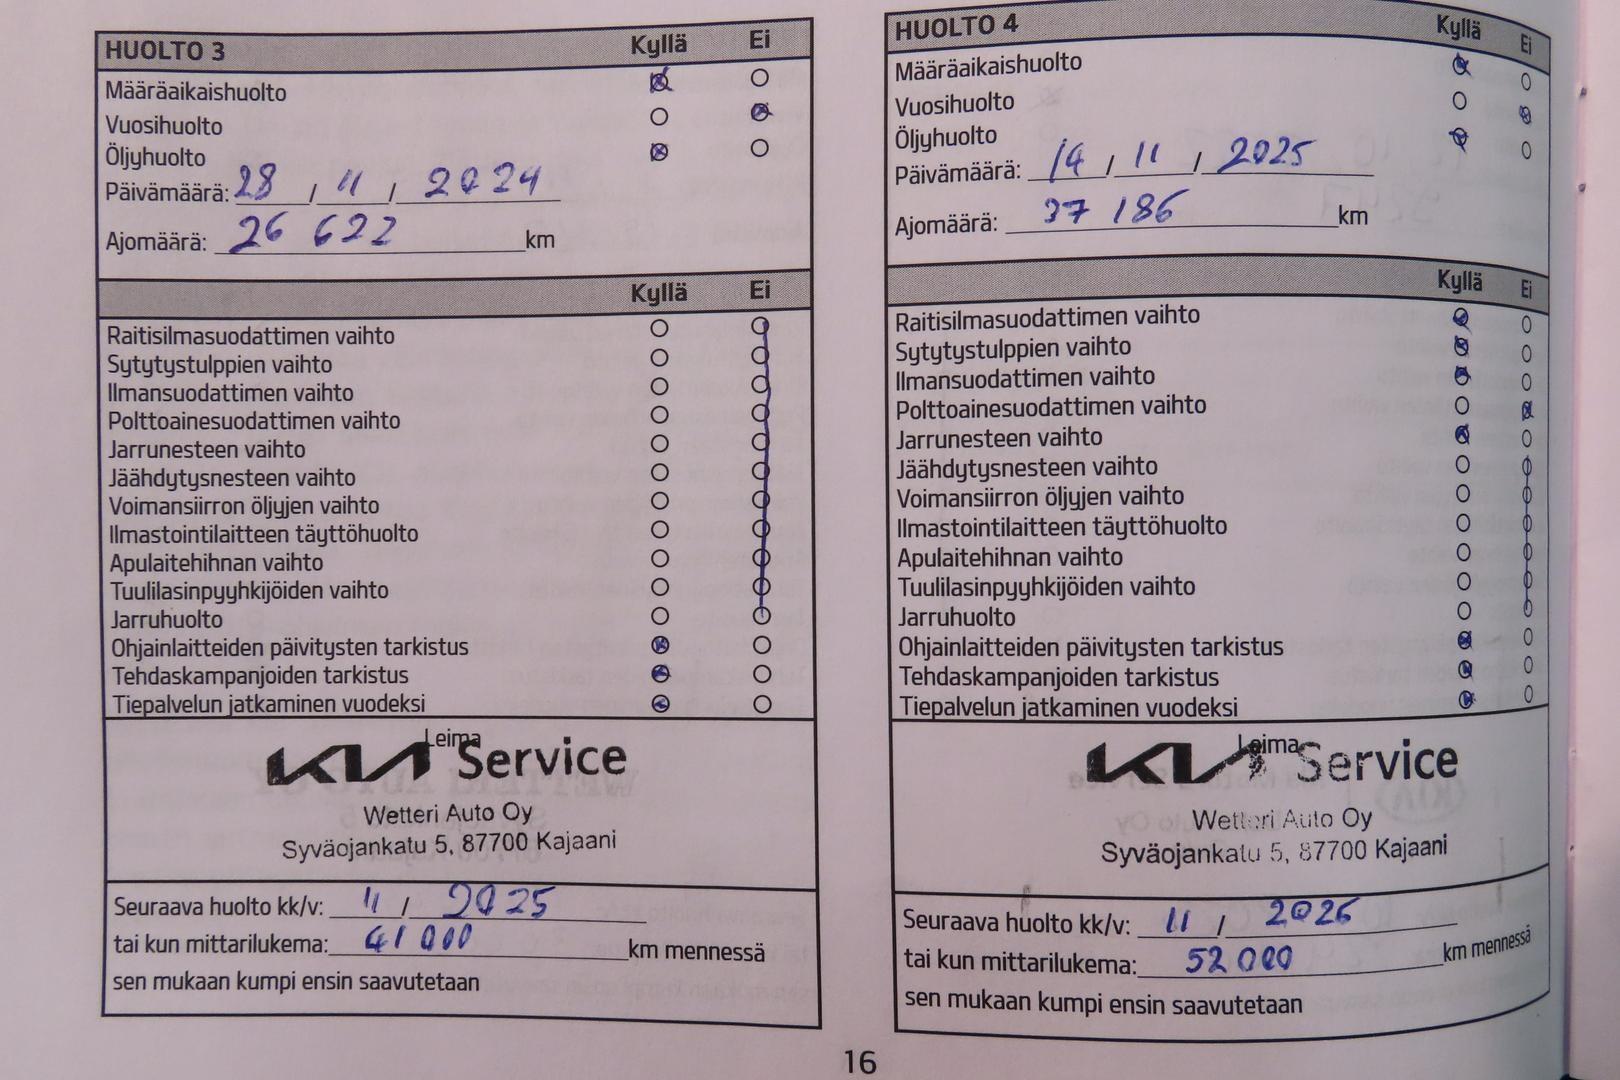 HUOLTO 3 Kyllä Ei
Määräaikaishuolto
Vuosihuolto
Öljyhuolto
Päivämäärä: 28 / 11 / 2024
Ajomäärä: 26 622 km
Kyllä Ei
Raitisilmasuodattimen vaihto
Sytytystulppien vaihto
Ilmansuodattimen vaihto
Polttoainesuodattimen vaihto
Jarrunesteen vaihto
Jäähdytysnesteen vaihto
Voimansiirron öljyjen vaihto
Ilmastointilaitteen täyttöhuolto
Apulaitehihnan vaihto
Tuulilasinpyyhkijöiden vaihto
Jarruhuolto
Ohjainlaitteiden päivitysten tarkistus
Tehdaskampanjoiden tarkistus
Tiepalvelun jatkaminen vuodeksi
Leima
KIA Service
Wetteri Auto Oy
Syväojankatu 5, 87700 Kajaani
Seuraava huolto kk/v: 11 / 2025
tai kun mittarilukema: 41 000 km mennessä
sen mukaan kumpi ensin saavutetaan
HUOLTO 4 Kyllä Ei
Määräaikaishuolto
Vuosihuolto
Öljyhuolto
Päivämäärä: 14 / 11 / 2025
Ajomäärä: 37 186 km
Kyllä Ei
Raitisilmasuodattimen vaihto
Sytytystulppien vaihto
Ilmansuodattimen vaihto
Polttoainesuodattimen vaihto
Jarrunesteen vaihto
Jäähdytysnesteen vaihto
Voimansiirron öljyjen vaihto
Ilmastointilaitteen täyttöhuolto
Apulaitehihnan vaihto
Tuulilasinpyyhkijöiden vaihto
Jarruhuolto
Ohjainlaitteiden päivitysten tarkistus
Tehdaskampanjoiden tarkistus
Tiepalvelun jatkaminen vuodeksi
Leima
KIA Service
Wetteri Auto Oy
Syväojankatu 5, 87700 Kajaani
Seuraava huolto kk/v: 11 / 2026
tai kun mittarilukema: 52 000 km mennessä
sen mukaan kumpi ensin saavutetaan
16